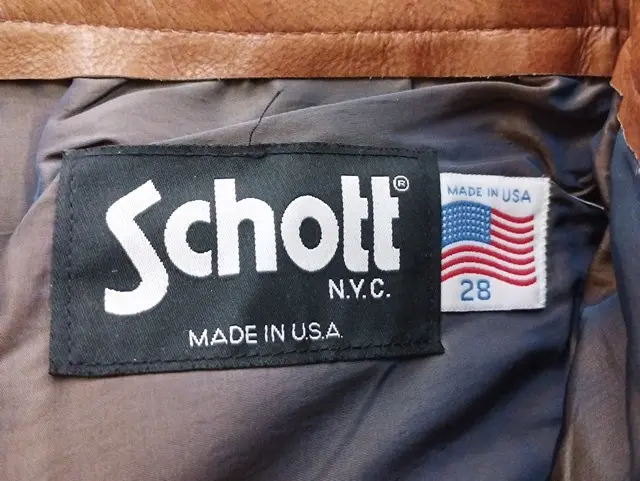 Schott®
N.Y.C.
MADE IN U.S.A.
MADE IN USA
28